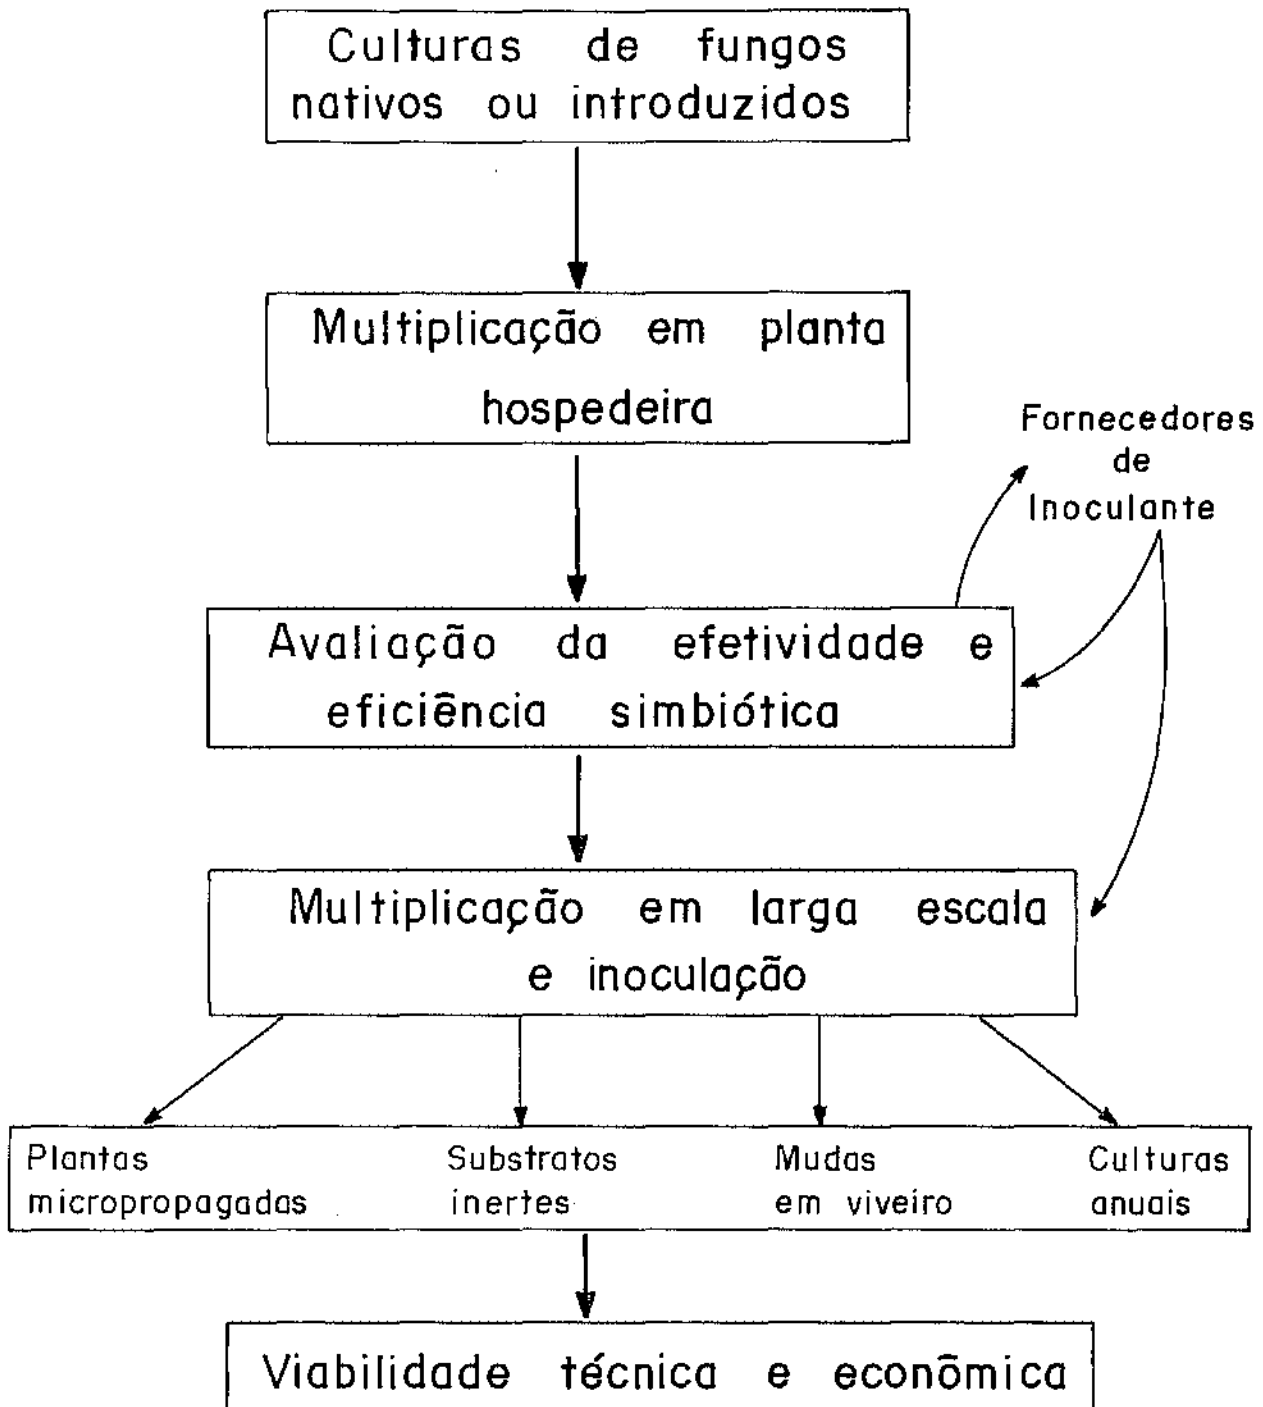 Culturas de fungos
nativos ou introduzidos
Multiplicação em planta
hospedeira
Fornecedores
de
Inoculante
Avaliação da efetividade e
eficiência simbiótica
Multiplicação em larga escala
e inoculação
Plantas
micropropagadas
Substratos
inertes
Mudas
em viveiro
Culturas
anuais
Viabilidade técnica e econômica